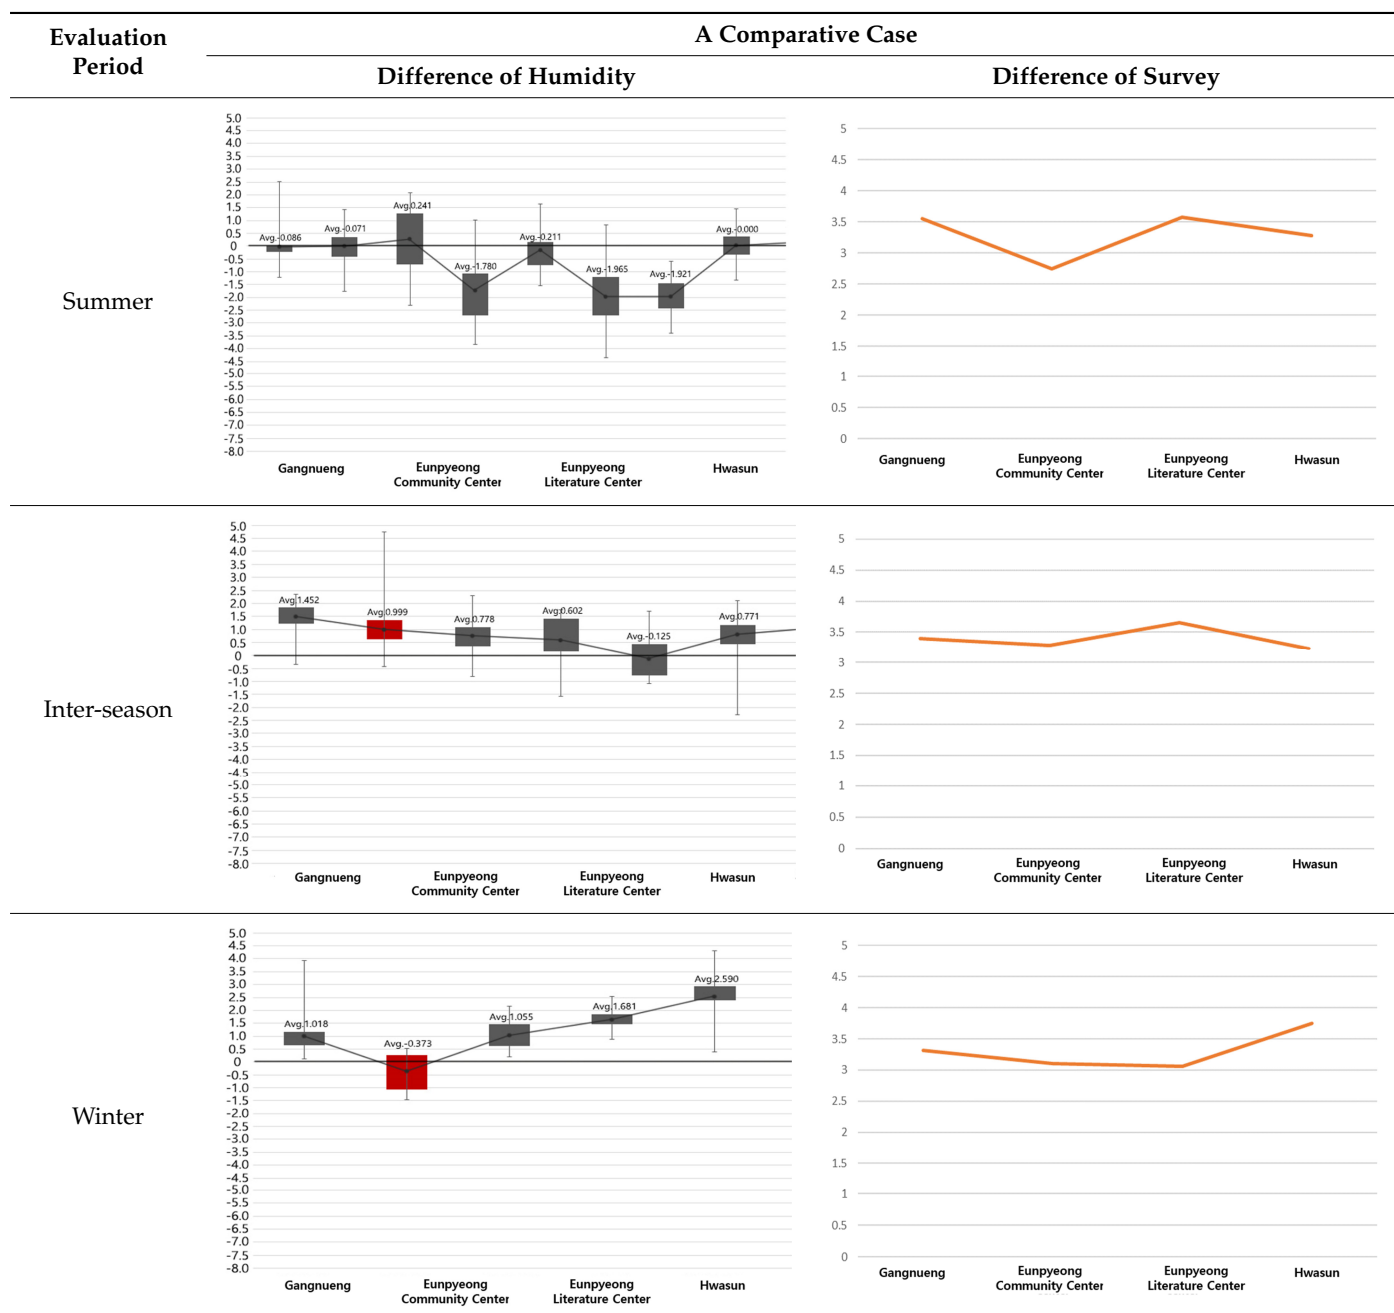 Evaluation
Period
A Comparative Case
Difference of Humidity
Difference of Survey
Summer
5.0
4.5
4.0
3.5
3.0
2.5
2.0
1.5
1.0
0.5
0
-0.5
-1.0
-1.5
-2.0
-2.5
-3.0
-3.5
-4.0
-4.5
-5.0
-5.5
-6.0
-6.5
-7.0
-7.5
-8.0
Avg.-0.086
Avg.-0.071
Avg.0.241
Avg.-1.780
Avg.-0.211
Avg.-1.965
Avg.-1.921
Avg.-0.000
Gangnueng
Eunpyeong
Community Center
Eunpyeong
Literature Center
Hwasun
5
4.5
4
3.5
3
2.5
2
1.5
1
0.5
0
Gangnueng
Eunpyeong
Community Center
Eunpyeong
Literature Center
Hwasun
Inter-season
5.0
4.5
4.0
3.5
3.0
2.5
2.0
1.5
1.0
0.5
0
-0.5
-1.0
-1.5
-2.0
-2.5
-3.0
-3.5
-4.0
-4.5
-5.0
-5.5
-6.0
-6.5
-7.0
-7.5
-8.0
Avg.1.452
Avg.0.999
Avg.0.778
Avg.0.602
Avg.-0.125
Avg.0.771
Gangnueng
Eunpyeong
Community Center
Eunpyeong
Literature Center
Hwasun
5
4.5
4
3.5
3
2.5
2
1.5
1
0.5
0
Gangnueng
Eunpyeong
Community Center
Eunpyeong
Literature Center
Hwasun
Winter
5.0
4.5
4.0
3.5
3.0
2.5
2.0
1.5
1.0
0.5
0
-0.5
-1.0
-1.5
-2.0
-2.5
-3.0
-3.5
-4.0
-4.5
-5.0
-5.5
-6.0
-6.5
-7.0
-7.5
-8.0
Avg.1.018
Avg.-0.373
Avg.1.055
Avg.1.681
Avg.2.590
Gangnueng
Eunpyeong
Community Center
Eunpyeong
Literature Center
Hwasun
5
4.5
4
3.5
3
2.5
2
1.5
1
0.5
0
Gangnueng
Eunpyeong
Community Center
Eunpyeong
Literature Center
Hwasun